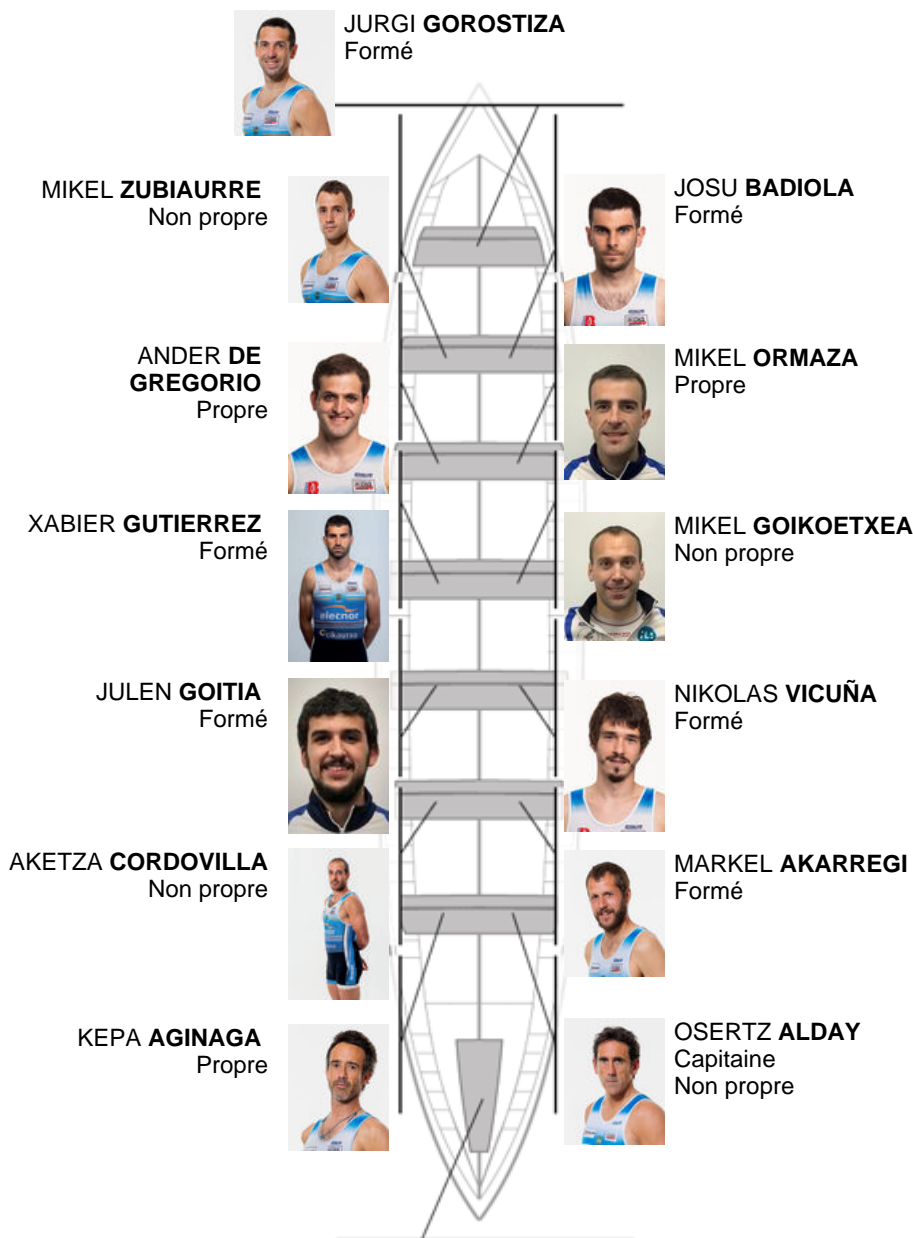 JURGI GOROSTIZA
Formé
MIKEL ZUBIAURRE
Non propre
JOSU BADIOLA
Formé
ANDER DE
GREGORIO
Propre
MIKEL ORMAZA
Propre
XABIER GUTIERREZ
Formé
elecnor
cikautxo
MIKEL GOIKOETXEA
Non propre
JULEN GOITIA
Formé
NIKOLAS VICUÑA
Formé
AKETZA CORDOVILLA
Non propre
MARKEL AKARREGI
Formé
KEPA AGINAGA
Propre
OSERTZ ALDAY
Capitaine
Non propre